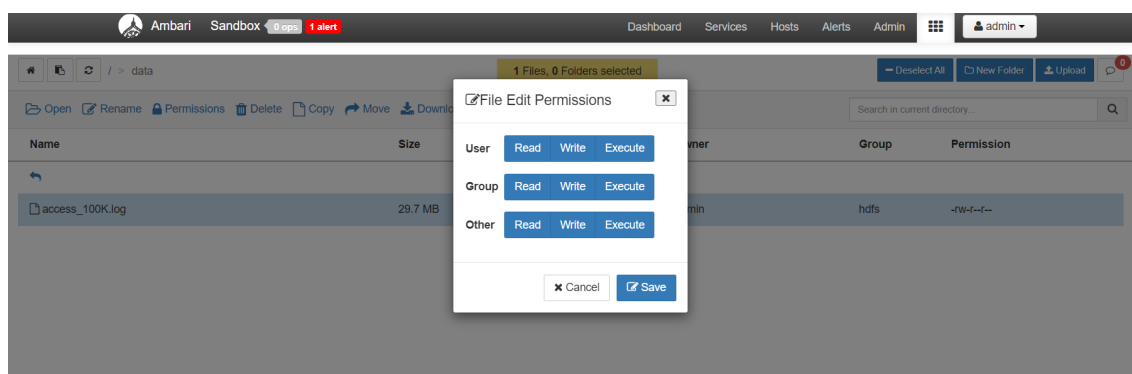 Ambari Sandbox 0 ops 1 alert Dashboard Services Hosts Alerts Admin admin
/ > data 1 Files, 0 Folders selected Deselect All New Folder Upload 0
File Edit Permissions
Open Rename Permissions Delete Copy Move Downlo Search in current directory...
Name Size wner Group Permission
User Read Write Execute
Group Read Write Execute
access_100K.log 29.7 MB min hdfs -rw-r--r--
Other Read Write Execute
Cancel Save